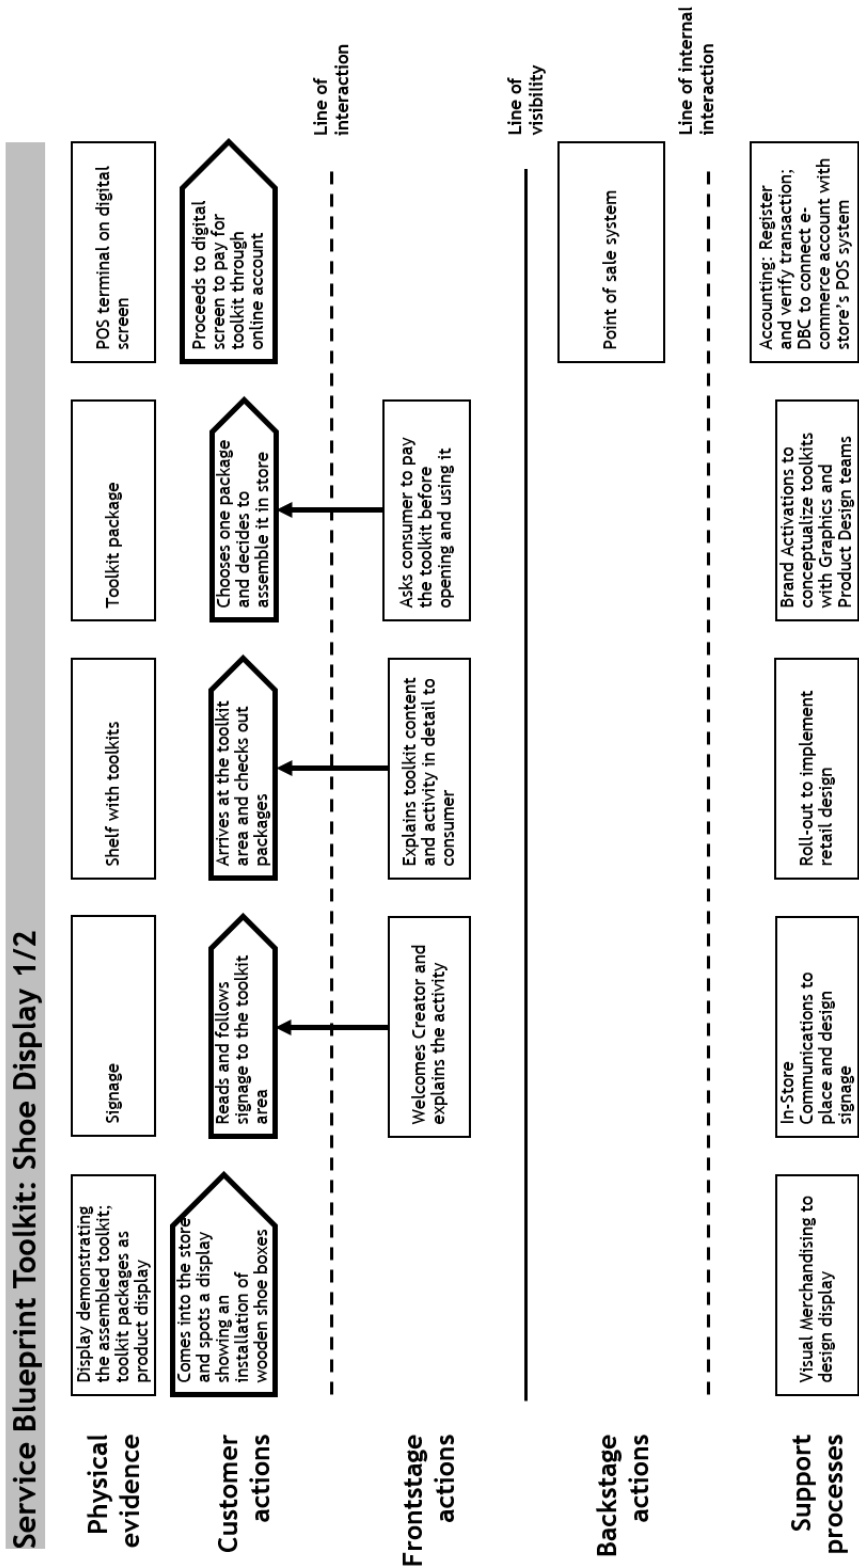 Service Blueprint Toolkit: Shoe Display 1/2
Physical
evidence
Display demonstrating
the assembled toolkit;
toolkit packages as
product display
Signage
Shelf with toolkits
Toolkit package
POS terminal on digital
screen
Customer
actions
Comes into the store
and spots a display
showing an
installation of
wooden shoe boxes
Reads and follows
signage to the toolkit
area
Arrives at the toolkit
area and checks out
packages
Chooses one package
and decides to
assemble it in store
Proceeds to digital
screen to pay for
toolkit through
online account
Line of
interaction
Frontstage
actions
Welcomes Creator and
explains the activity
Explains toolkit content
and activity in detail to
consumer
Asks consumer to pay
the toolkit before
opening and using it
Line of
visibility
Backstage
actions
Point of sale system
Line of internal
interaction
Support
processes
Visual Merchandising to
design display
In-Store
Communications to
place and design
signage
Roll-out to implement
retail design
Brand Activations to
conceptualize toolkits
with Graphics and
Product Design teams
Accounting: Register
and verify transaction;
DBC to connect e-
commerce account with
store's POS system